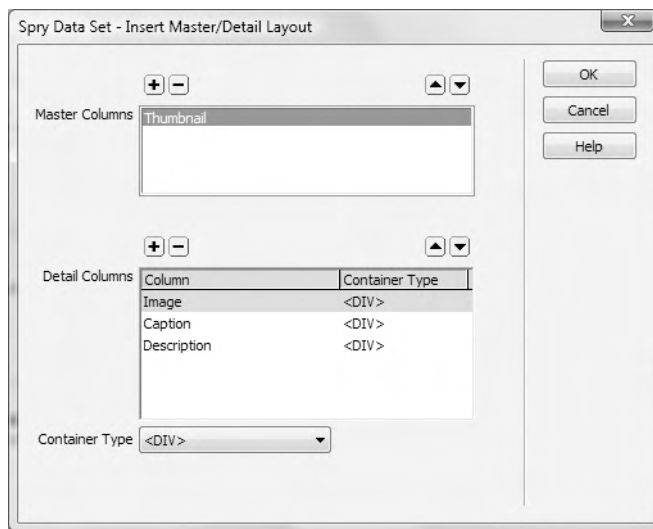 Spry Data Set - Insert Master/Detail Layout
OK
Cancel
Help
Master Columns
Thumbnail
Detail Columns
Column Container Type
Image <DIV>
Caption <DIV>
Description <DIV>
Container Type <DIV>